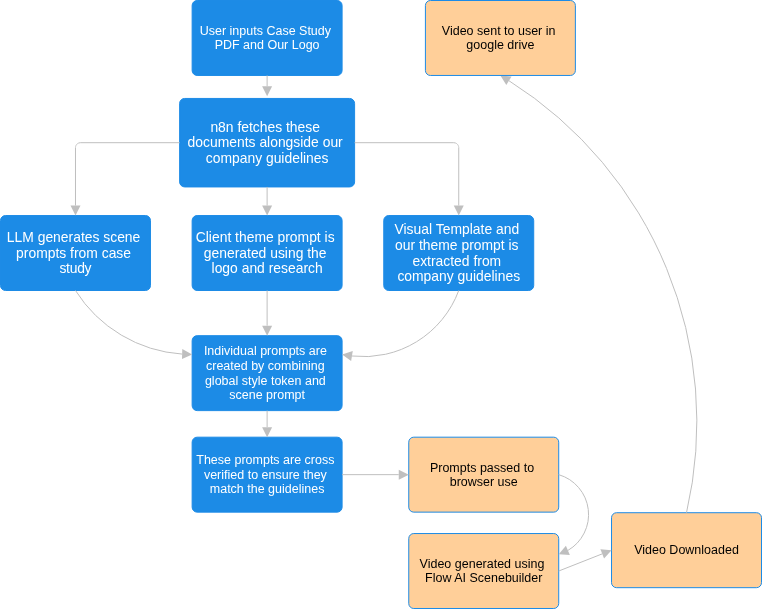 User inputs Case Study
PDF and Our Logo
Video sent to user in
google drive
n8n fetches these
documents alongside our
company guidelines
LLM generates scene
prompts from case
study
Client theme prompt is
generated using the
logo and research
Visual Template and
our theme prompt is
extracted from
company guidelines
Individual prompts are
created by combining
global style token and
scene prompt
These prompts are cross
verified to ensure they
match the guidelines
Prompts passed to
browser use
Video generated using
Flow AI Scenebuilder
Video Downloaded